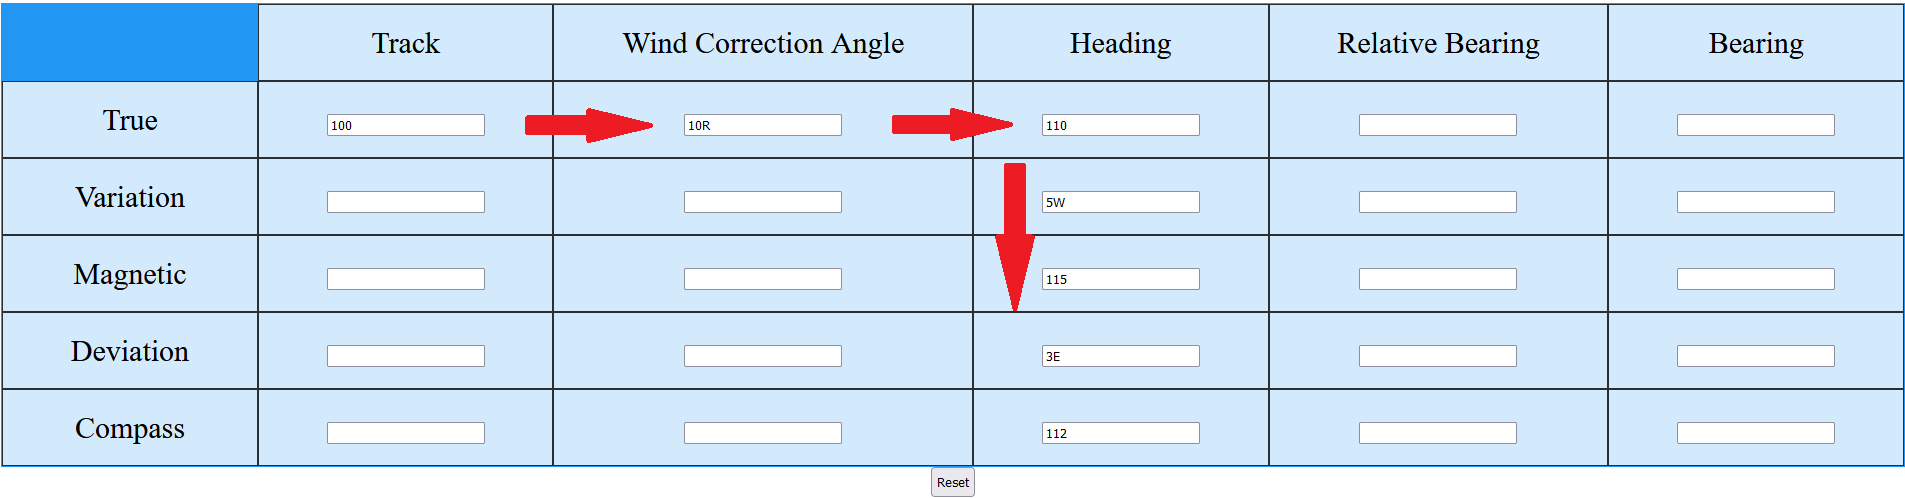 Track Wind Correction Angle Heading Relative Bearing Bearing
True 100 10R 110
Variation 5W
Magnetic 115
Deviation 3E
Compass 112
Reset